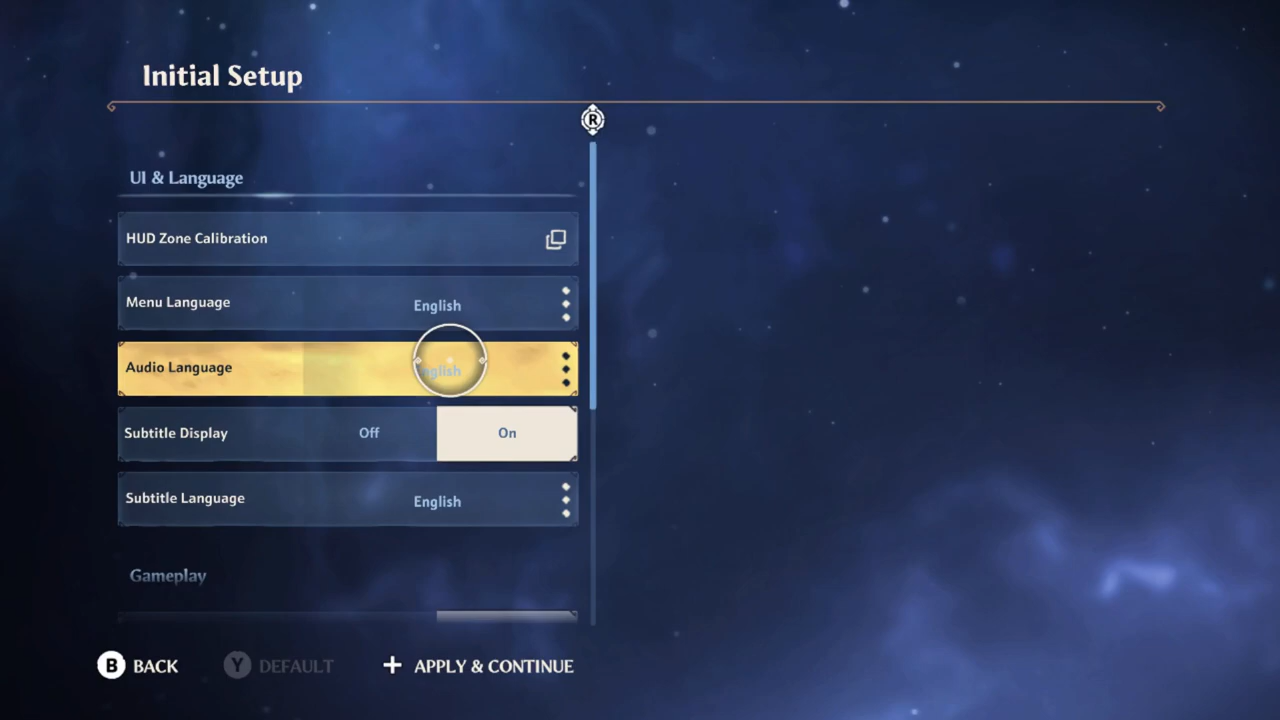 Initial Setup
R
UI & Language
HUD Zone Calibration
Menu Language English
Audio Language English
Subtitle Display Off On
Subtitle Language English
Gameplay
B BACK Y DEFAULT + APPLY & CONTINUE